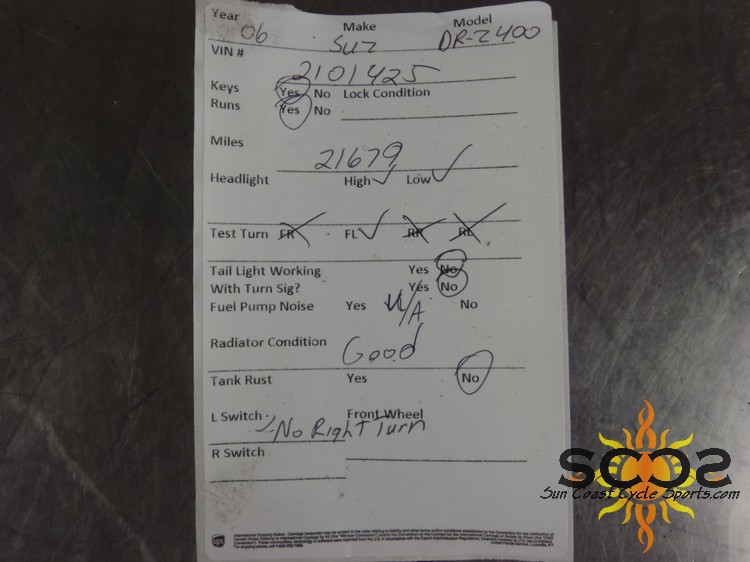 Year 06 Make Suz Model DR-Z400
VIN # 2101425
Keys Yes No Lock Condition
Runs Yes No
Miles 21679
Headlight High ✓ Low ✓
Test Turn FR FL ✓ RR RL
Tail Light Working Yes No
With Turn Sig? Yes No
Fuel Pump Noise Yes N/A No
Radiator Condition Good
Tank Rust Yes No
L Switch Front Wheel
No Right Turn
R Switch
SCCS
Sun Coast Cycle Sports.com
ups